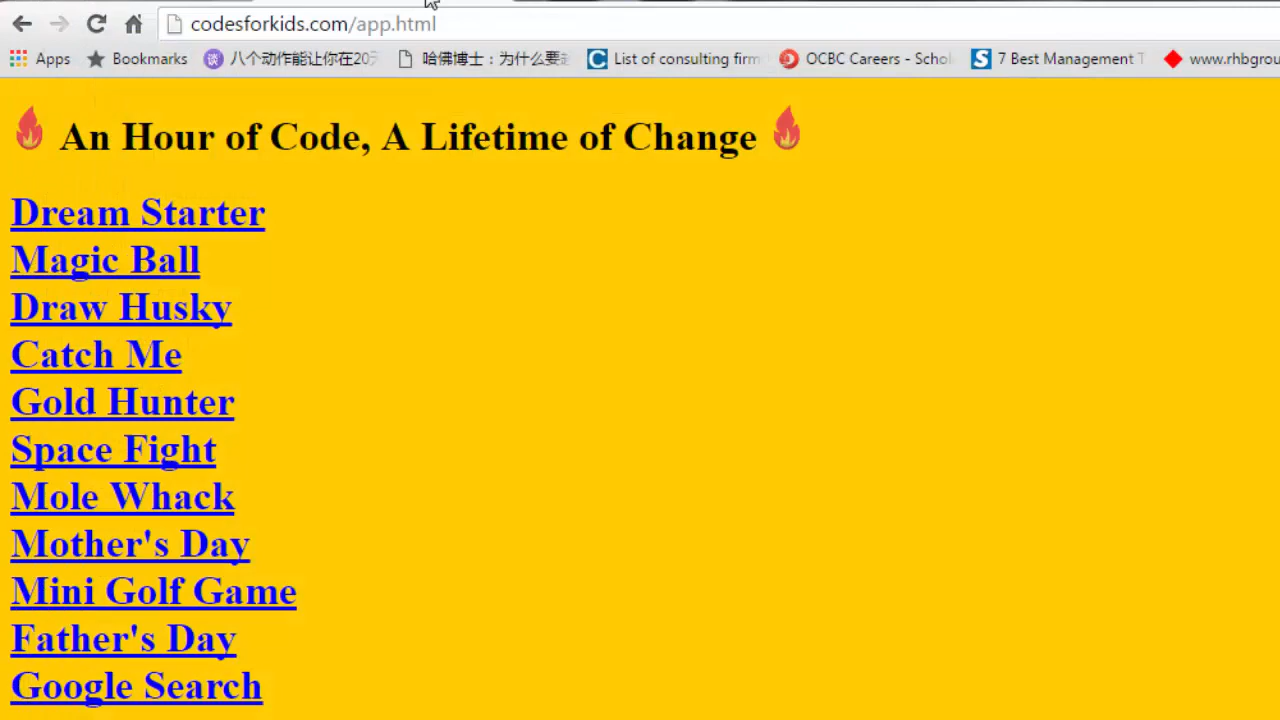 codesforkids.com/app.html
Apps Bookmarks 八个动作能让你在20 哈佛博士：为什么要 List of consulting firm OCBC Careers - Schol 7 Best Management www.rhbgrou
An Hour of Code, A Lifetime of Change
Dream Starter
Magic Ball
Draw Husky
Catch Me
Gold Hunter
Space Fight
Mole Whack
Mother's Day
Mini Golf Game
Father's Day
Google Search